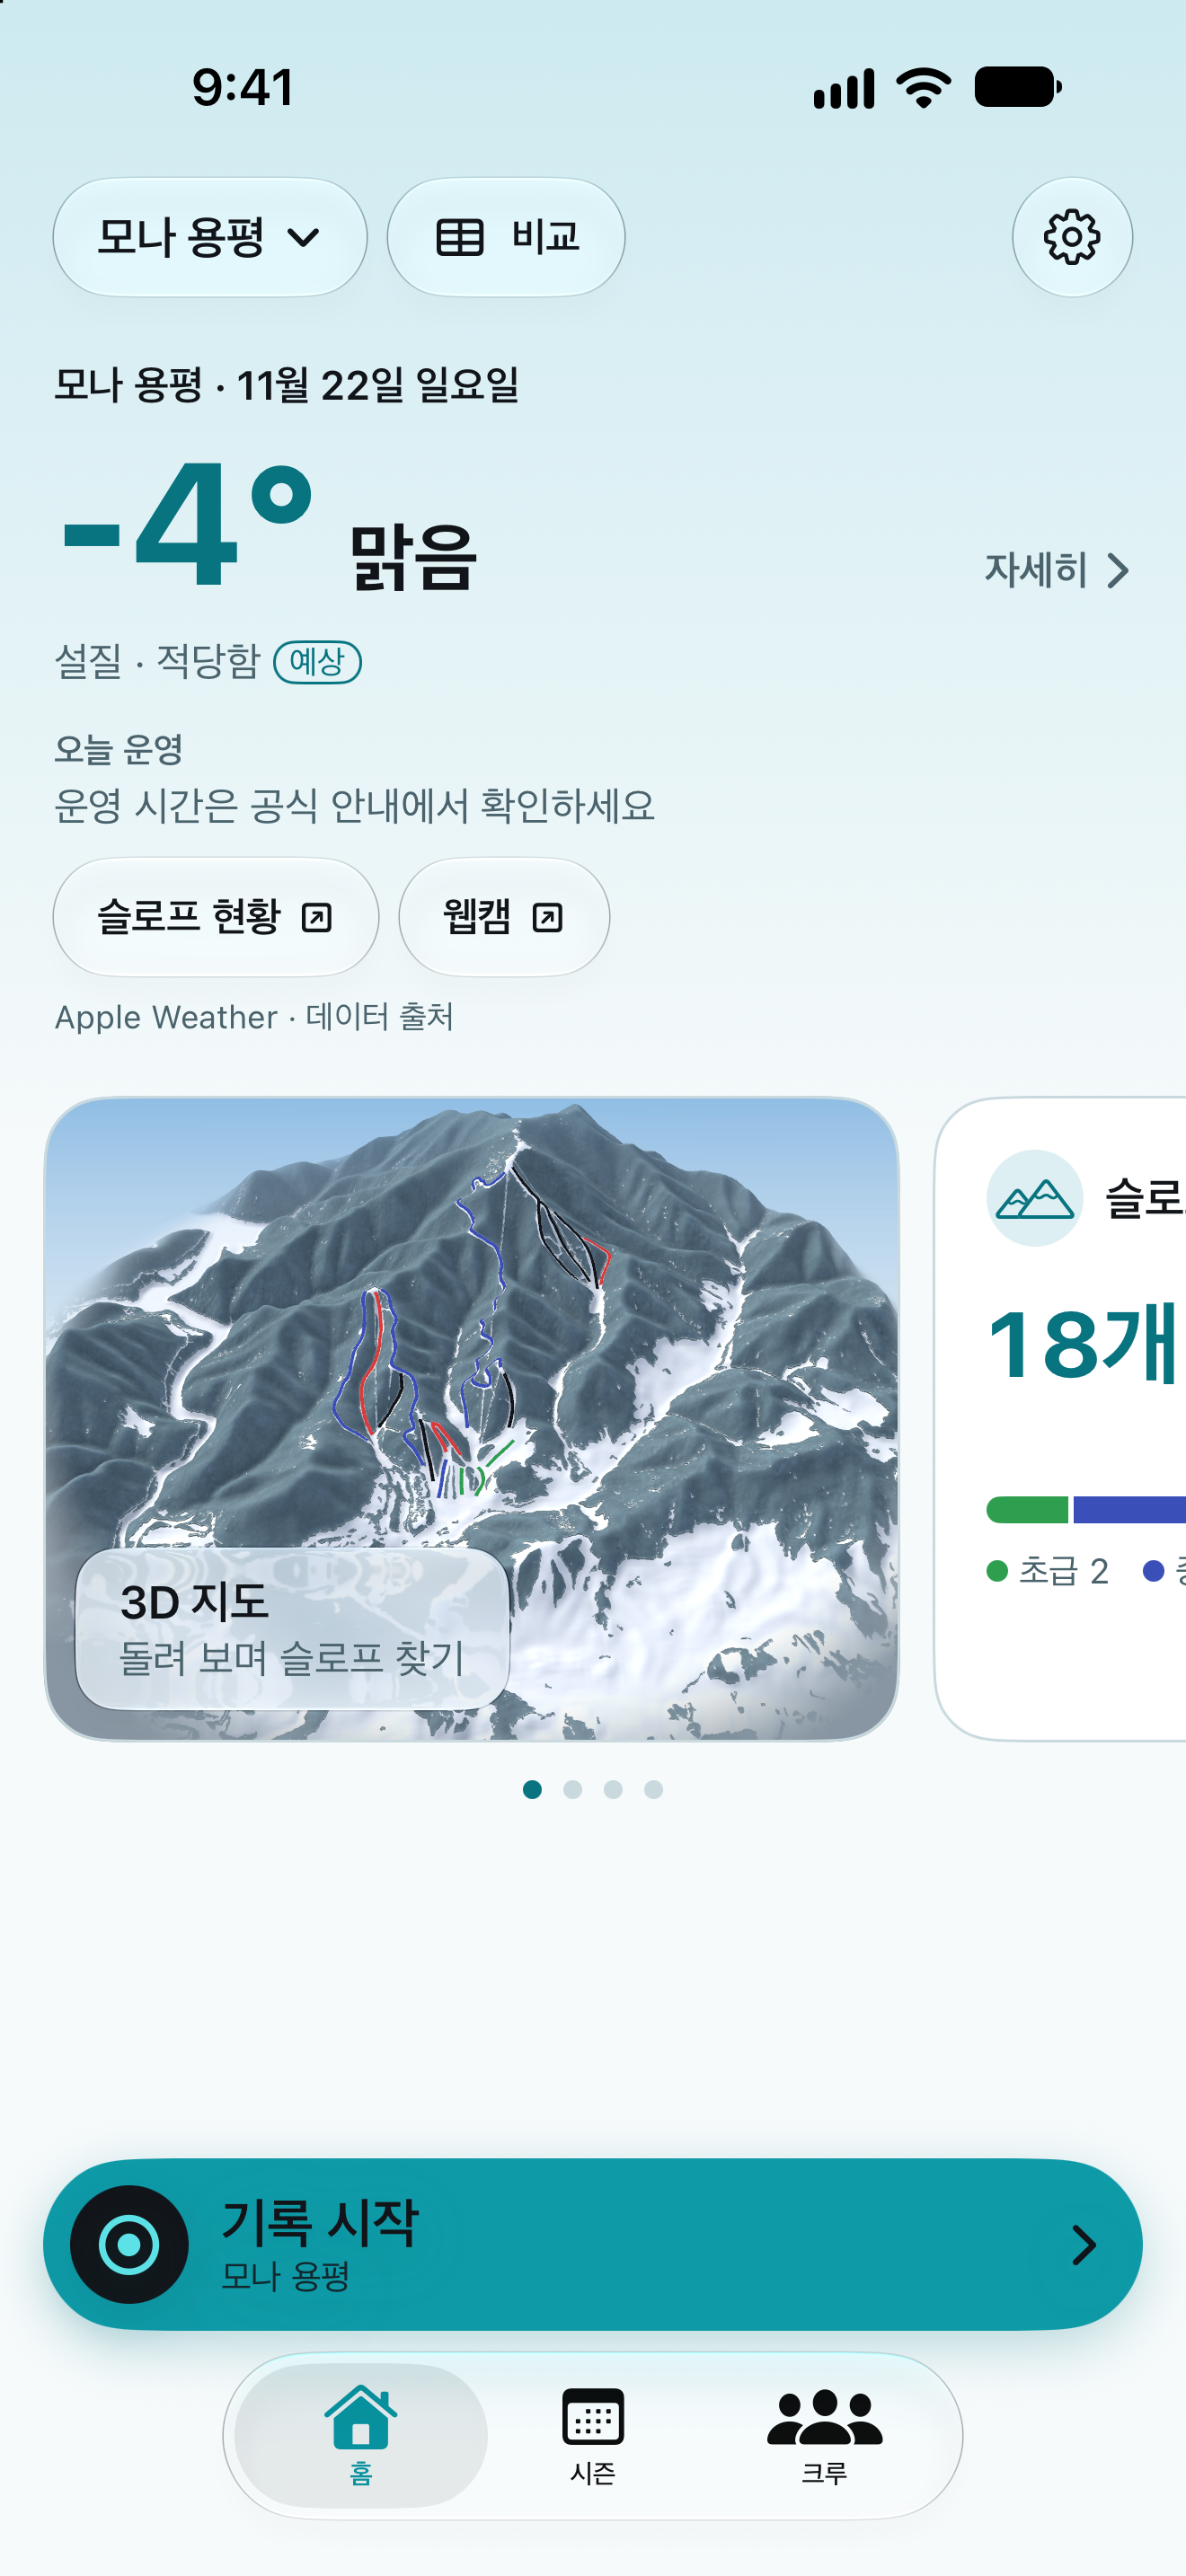 9:41
모나 용평
비교
모나 용평 · 11월 22일 일요일
-4° 맑음
자세히
설질 · 적당함 예상
오늘 운영
운영 시간은 공식 안내에서 확인하세요
슬로프 현황
웹캠
Apple Weather · 데이터 출처
3D 지도
돌려 보며 슬로프 찾기
18개
초급 2
기록 시작
모나 용평
홈
시즌
크루